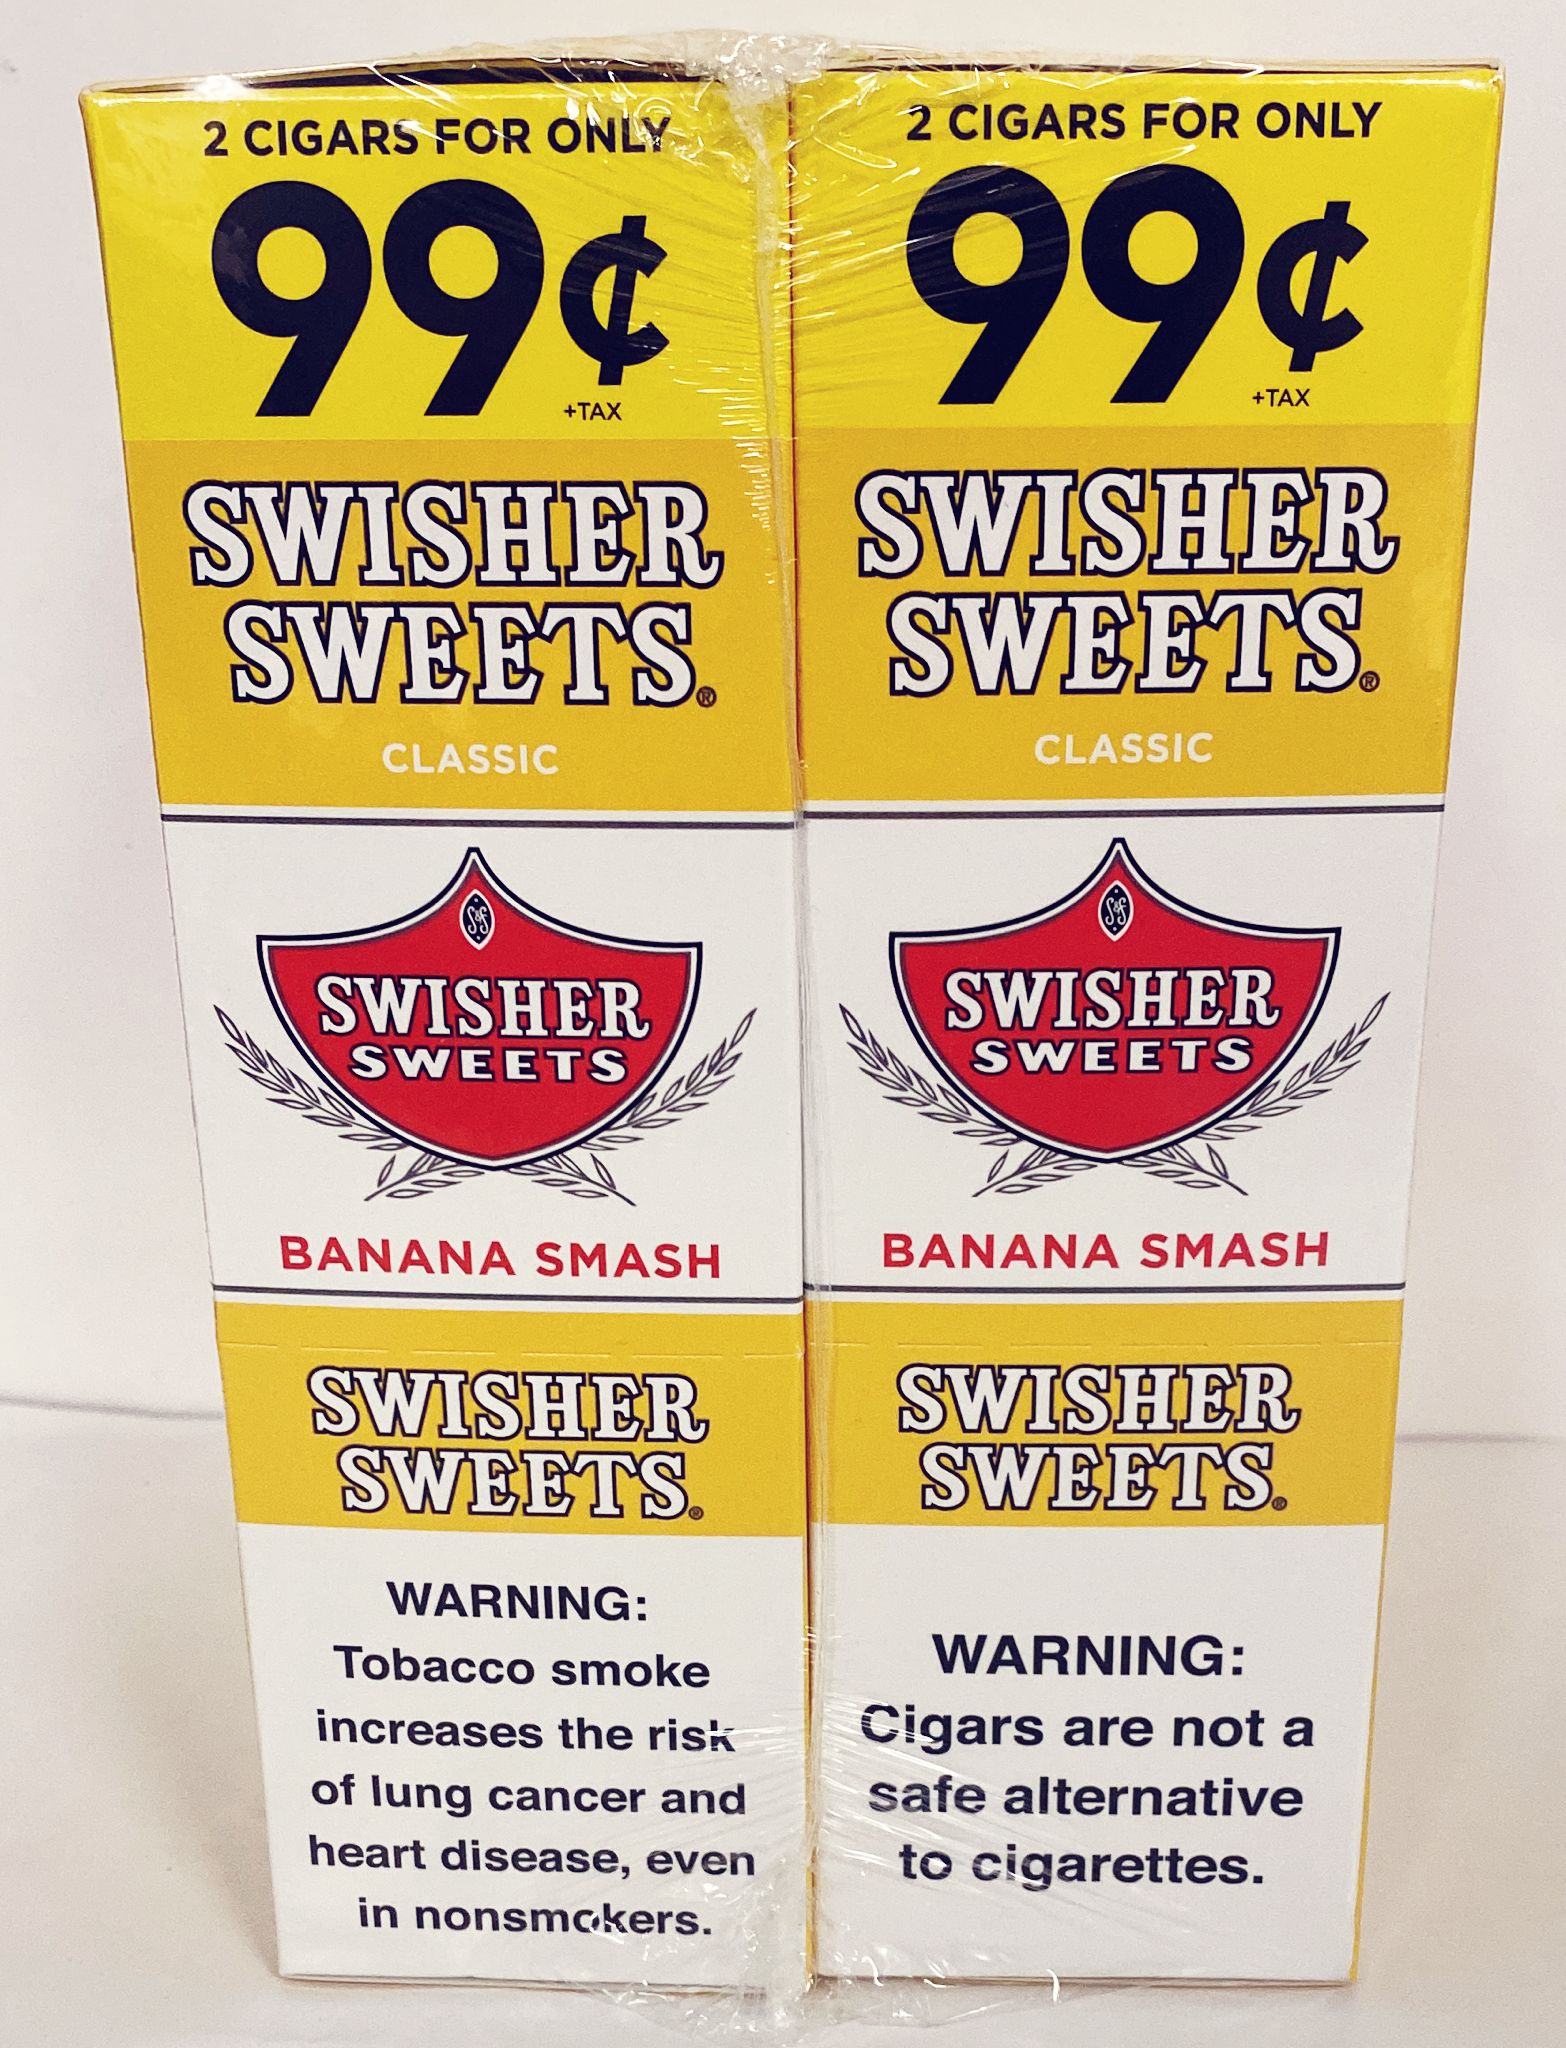 2 CIGARS FOR ONLY
99¢
+TAX
SWISHER
SWEETS®
CLASSIC
S&S
SWISHER
SWEETS
BANANA SMASH
SWISHER
SWEETS®
WARNING:
Tobacco smoke
increases the risk
of lung cancer and
heart disease, even
in nonsmokers.
2 CIGARS FOR ONLY
99¢
+TAX
SWISHER
SWEETS®
CLASSIC
S&S
SWISHER
SWEETS
BANANA SMASH
SWISHER
SWEETS®
WARNING:
Cigars are not a
safe alternative
to cigarettes.